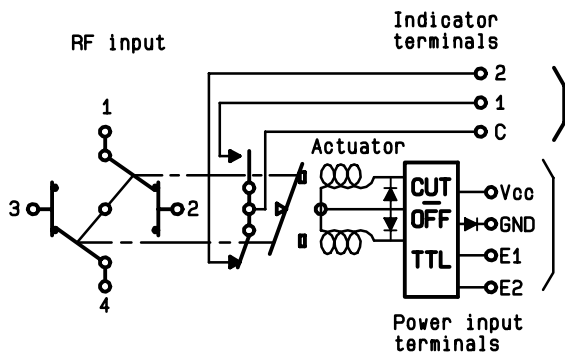 Indicator
terminals
RF input
2
1
C
1
Actuator
3
2
CUT
OFF
TTL
Vcc
GND
E1
E2
4
Power input
terminals